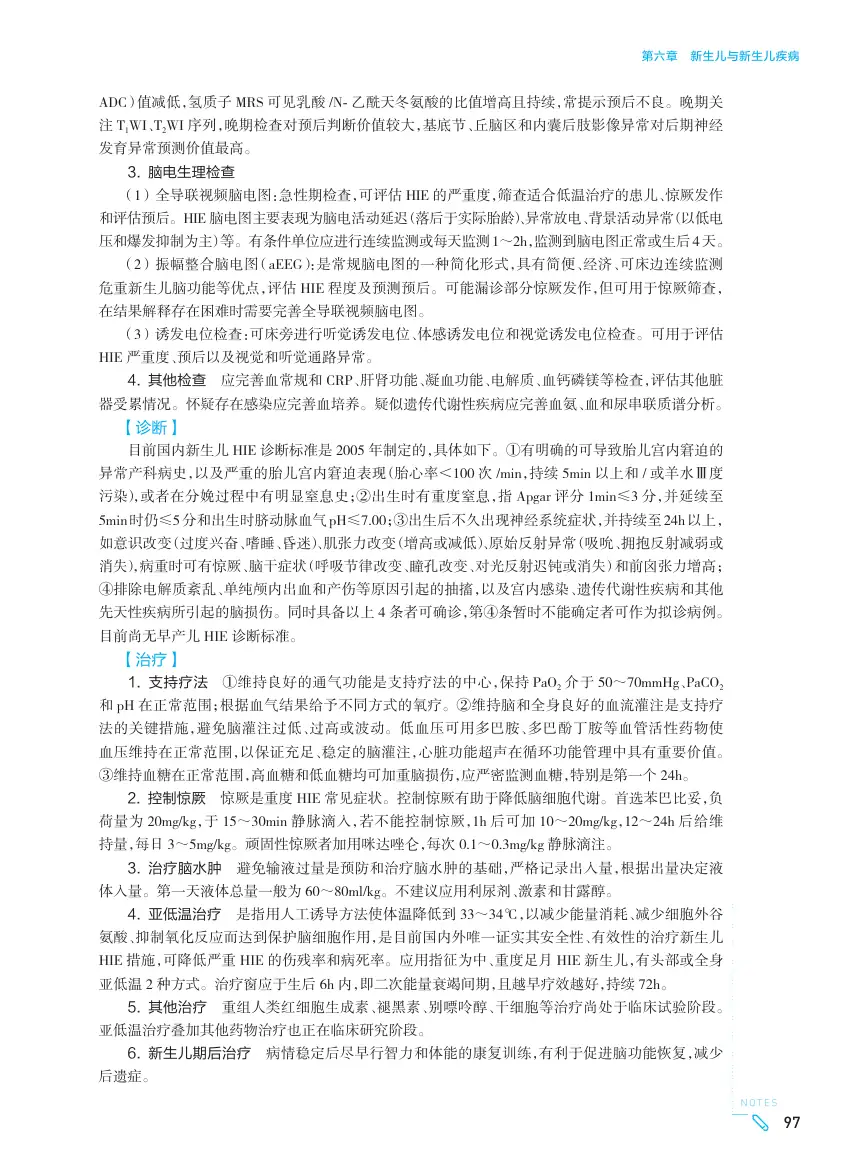 第六章 新生儿与新生儿疾病
ADC）值减低，氢质子 MRS 可见乳酸 /N- 乙酰天冬氨酸的比值增高且持续，常提示预后不良。晚期关
注 T₁WI、T₂WI 序列，晚期检查对预后判断价值较大，基底节、丘脑区和内囊后肢影像异常对后期神经
发育异常预测价值最高。
3. 脑电生理检查
（1）全导联视频脑电图：急性期检查，可评估 HIE 的严重度，筛查适合低温治疗的患儿、惊厥发作
和评估预后。HIE 脑电图主要表现为脑电活动延迟（落后于实际胎龄）、异常放电、背景活动异常（以低电
压和爆发抑制为主）等。有条件单位应进行连续监测或每天监测 1～2h，监测到脑电图正常或生后 4 天。
（2）振幅整合脑电图（aEEG）：是常规脑电图的一种简化形式，具有简便、经济、可床边连续监测
危重新生儿脑功能等优点，评估 HIE 程度及预测预后。可能漏诊部分惊厥发作，但可用于惊厥筛查，
在结果解释存在困难时需要完善全导联视频脑电图。
（3）诱发电位检查：可床旁进行听觉诱发电位、体感诱发电位和视觉诱发电位检查。可用于评估
HIE 严重度、预后以及视觉和听觉通路异常。
4. 其他检查 应完善血常规和 CRP、肝肾功能、凝血功能、电解质、血钙磷镁等检查，评估其他脏
器受累情况。怀疑存在感染应完善血培养。疑似遗传代谢性疾病应完善血氨、血和尿串联质谱分析。
【诊断】
目前国内新生儿 HIE 诊断标准是 2005 年制定的，具体如下。①有明确的可导致胎儿宫内窘迫的
异常产科病史，以及严重的胎儿宫内窘迫表现（胎心率＜100 次 /min，持续 5min 以上和 / 或羊水Ⅲ度
污染），或者在分娩过程中有明显窒息史；②出生时有重度窒息，指 Apgar 评分 1min≤3 分，并延续至
5min时仍≤5分和出生时脐动脉血气pH≤7.00；③出生后不久出现神经系统症状，并持续至24h以上，
如意识改变（过度兴奋、嗜睡、昏迷）、肌张力改变（增高或减低）、原始反射异常（吸吮、拥抱反射减弱或
消失），病重时可有惊厥、脑干症状（呼吸节律改变、瞳孔改变、对光反射迟钝或消失）和前囟张力增高；
④排除电解质紊乱、单纯颅内出血和产伤等原因引起的抽搐，以及宫内感染、遗传代谢性疾病和其他
先天性疾病所引起的脑损伤。同时具备以上 4 条者可确诊，第④条暂时不能确定者可作为拟诊病例。
目前尚无早产儿 HIE 诊断标准。
【治疗】
1. 支持疗法 ①维持良好的通气功能是支持疗法的中心，保持 PaO₂ 介于 50～70mmHg、PaCO₂
和 pH 在正常范围；根据血气结果给予不同方式的氧疗。②维持脑和全身良好的血流灌注是支持疗
法的关键措施，避免脑灌注过低、过高或波动。低血压可用多巴胺、多巴酚丁胺等血管活性药物使
血压维持在正常范围，以保证充足、稳定的脑灌注，心脏功能超声在循环功能管理中具有重要价值。
③维持血糖在正常范围，高血糖和低血糖均可加重脑损伤，应严密监测血糖，特别是第一个 24h。
2. 控制惊厥 惊厥是重度 HIE 常见症状。控制惊厥有助于降低脑细胞代谢。首选苯巴比妥，负
荷量为 20mg/kg，于 15～30min 静脉滴入，若不能控制惊厥，1h 后可加 10～20mg/kg，12～24h 后给维
持量，每日 3～5mg/kg。顽固性惊厥者加用咪达唑仑，每次 0.1～0.3mg/kg 静脉滴注。
3. 治疗脑水肿 避免输液过量是预防和治疗脑水肿的基础，严格记录出入量，根据出量决定液
体入量。第一天液体总量一般为 60～80ml/kg。不建议应用利尿剂、激素和甘露醇。
4. 亚低温治疗 是指用人工诱导方法使体温降低到 33～34℃，以减少能量消耗、减少细胞外谷
氨酸、抑制氧化反应而达到保护脑细胞作用，是目前国内外唯一证实其安全性、有效性的治疗新生儿
HIE 措施，可降低严重 HIE 的伤残率和病死率。应用指征为中、重度足月 HIE 新生儿，有头部或全身
亚低温 2 种方式。治疗窗应于生后 6h 内，即二次能量衰竭间期，且越早疗效越好，持续 72h。
5. 其他治疗 重组人类红细胞生成素、褪黑素、别嘌呤醇、干细胞等治疗尚处于临床试验阶段。
亚低温治疗叠加其他药物治疗也正在临床研究阶段。
6. 新生儿期后治疗 病情稳定后尽早行智力和体能的康复训练，有利于促进脑功能恢复，减少
后遗症。
NOTES
97